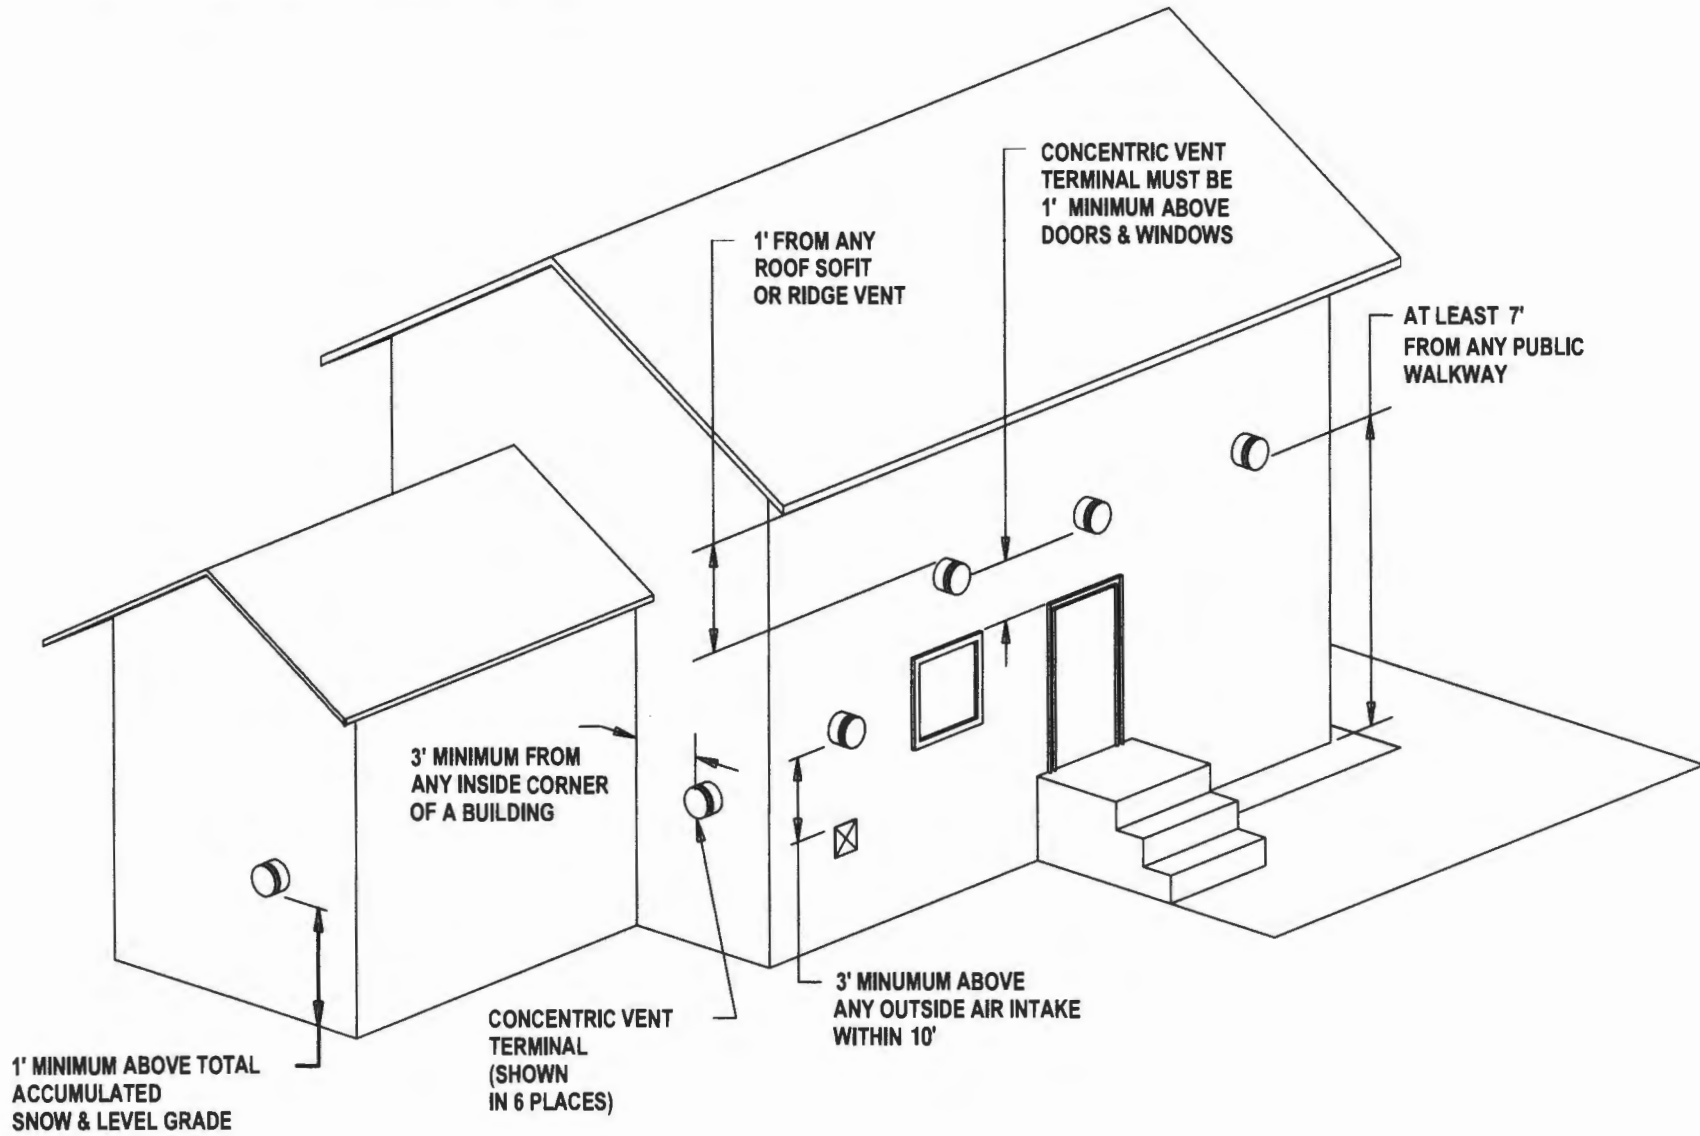 CONCENTRIC VENT
TERMINAL MUST BE
1' MINIMUM ABOVE
DOORS & WINDOWS
1' FROM ANY
ROOF SOFIT
OR RIDGE VENT
AT LEAST 7'
FROM ANY PUBLIC
WALKWAY
3' MINIMUM FROM
ANY INSIDE CORNER
OF A BUILDING
3' MINUMUM ABOVE
ANY OUTSIDE AIR INTAKE
WITHIN 10'
CONCENTRIC VENT
TERMINAL
(SHOWN
IN 6 PLACES)
1' MINIMUM ABOVE TOTAL
ACCUMULATED
SNOW & LEVEL GRADE